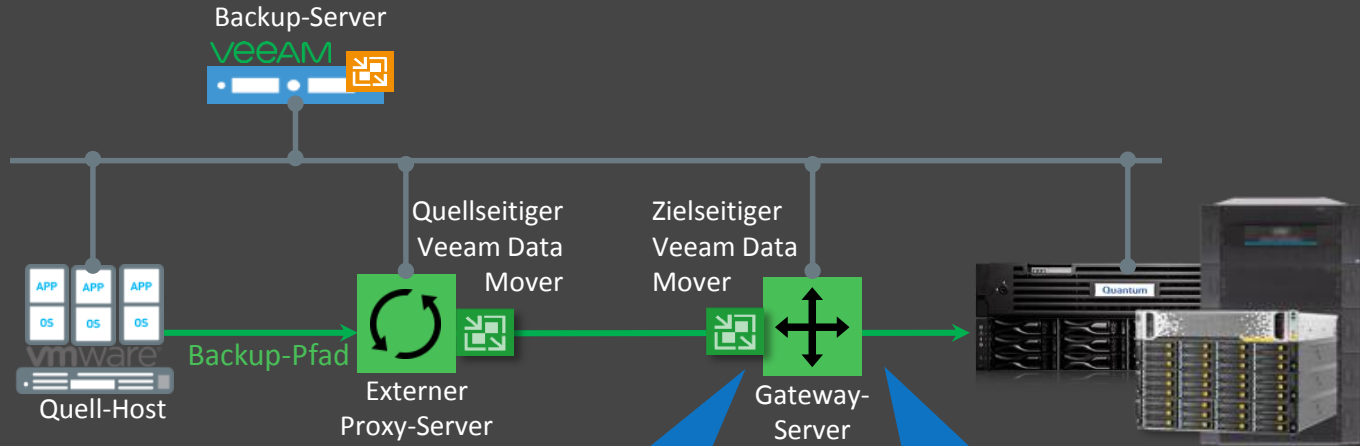 Backup-Server
veeam
Quellseitiger
Veeam Data
Mover
Zielseitiger
Veeam Data
Mover
APP
APP
APP
OS
OS
OS
vmware
Quell-Host
Backup-Pfad
Externer
Proxy-Server
Gateway-
Server
Quantum